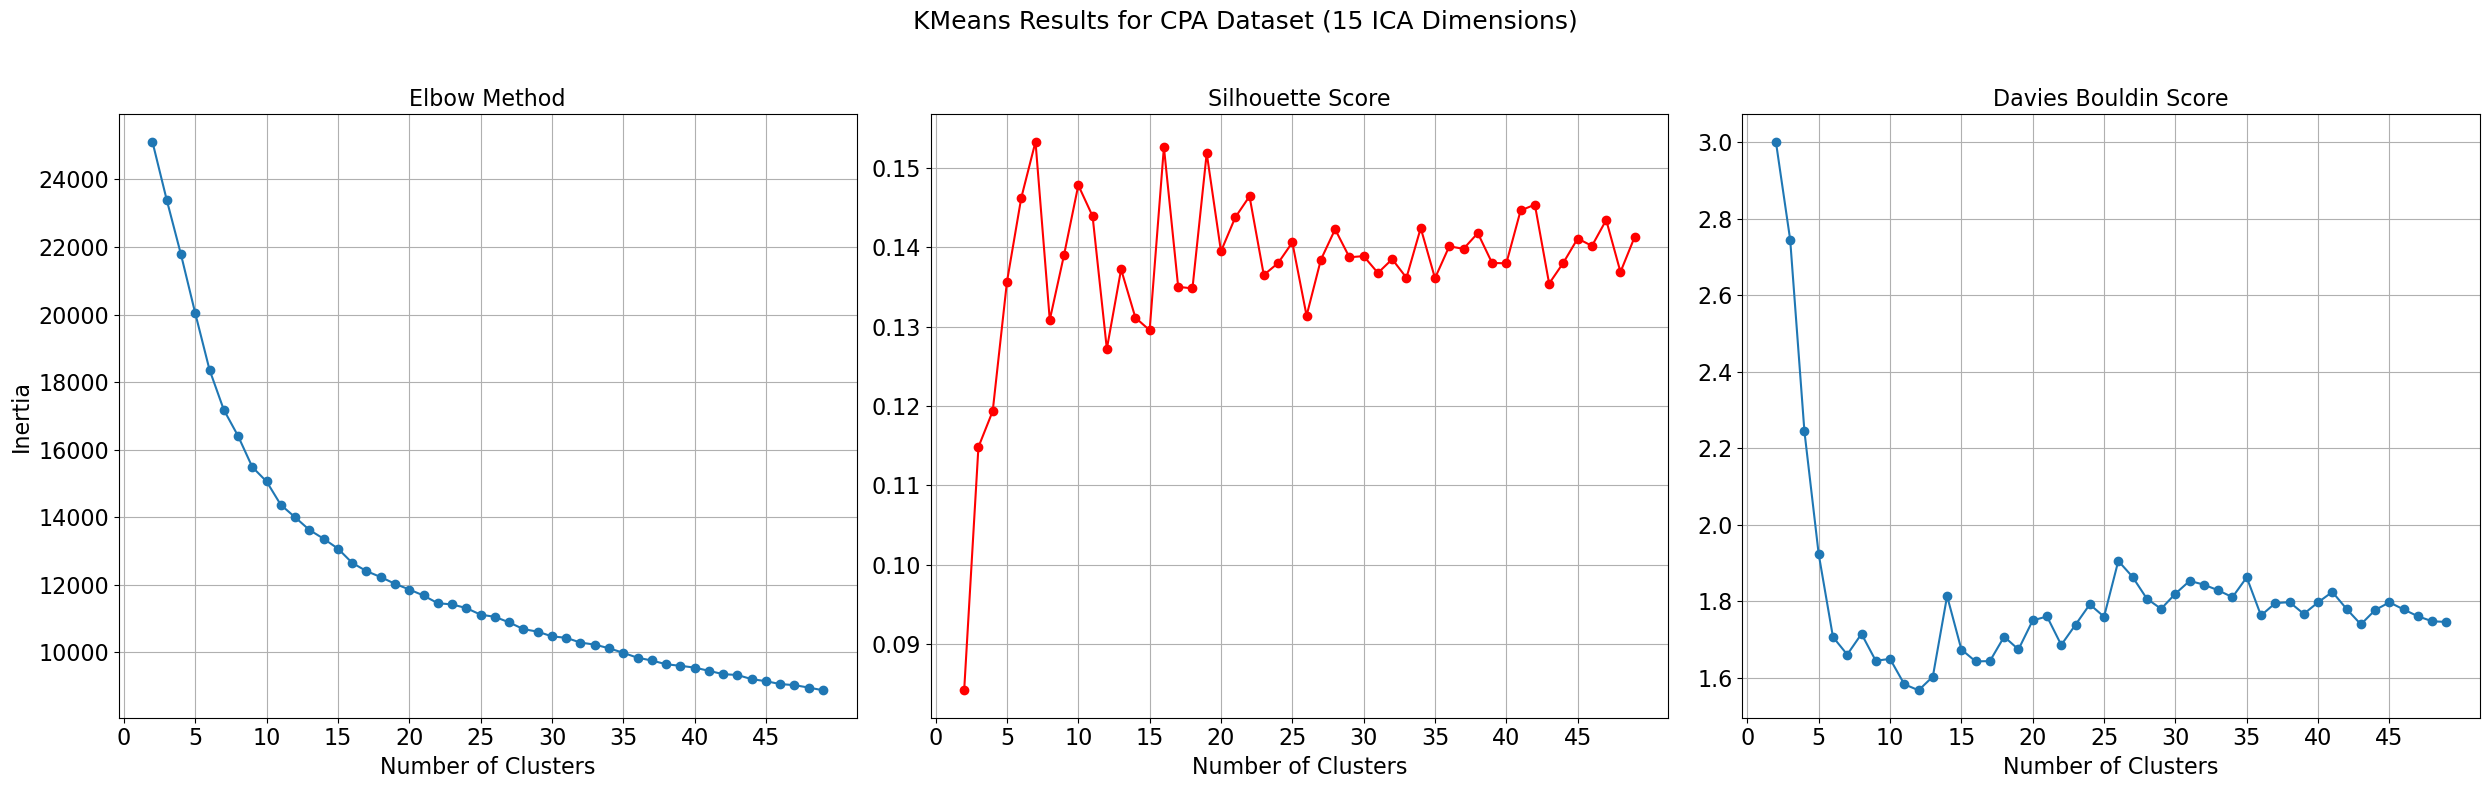 KMeans Results for CPA Dataset (15 ICA Dimensions)
Elbow Method
Inertia
24000
22000
20000
18000
16000
14000
12000
10000
0 5 10 15 20 25 30 35 40 45
Number of Clusters
Silhouette Score
0.15
0.14
0.13
0.12
0.11
0.10
0.09
0 5 10 15 20 25 30 35 40 45
Number of Clusters
Davies Bouldin Score
3.0
2.8
2.6
2.4
2.2
2.0
1.8
1.6
0 5 10 15 20 25 30 35 40 45
Number of Clusters